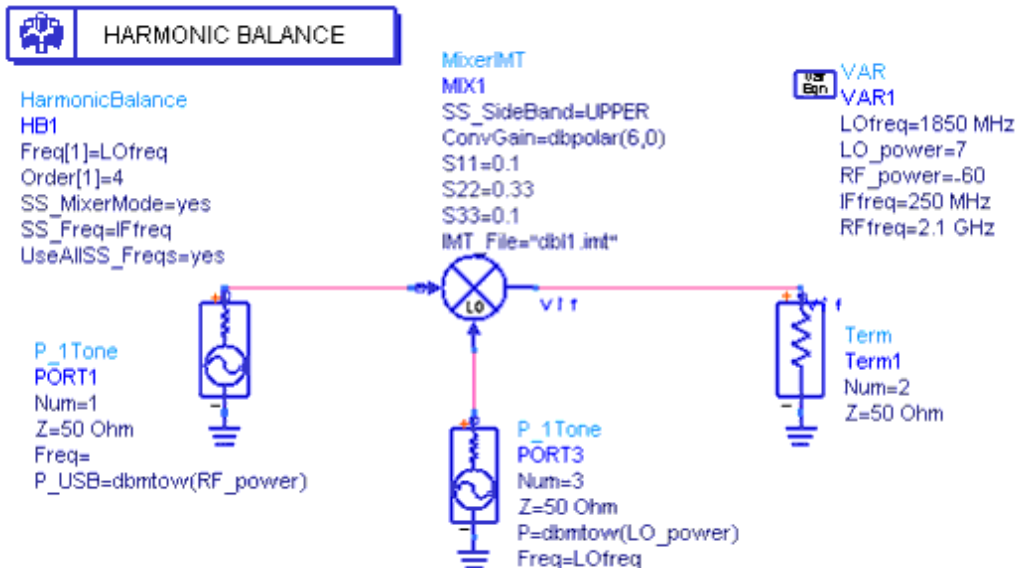 HARMONIC BALANCE
HarmonicBalance
HB1
Freq[1]=LOfreq
Order[1]=4
SS_MixerMode=yes
SS_Freq=IFfreq
UseAllSS_Freqs=yes
MixerIMT
MIX1
SS_SideBand=UPPER
ConvGain=dbpolar(6,0)
S11=0.1
S22=0.33
S33=0.1
IMT_File="dbl1.imt"
Var
Eqn
VAR
VAR1
LOfreq=1850 MHz
LO_power=7
RF_power=-60
IFfreq=250 MHz
RFfreq=2.1 GHz
LO
Vif
Vif
P_1Tone
PORT1
Num=1
Z=50 Ohm
Freq=
P_USB=dbmtow(RF_power)
P_1Tone
PORT3
Num=3
Z=50 Ohm
P=dbmtow(LO_power)
Freq=LOfreq
Term
Term1
Num=2
Z=50 Ohm